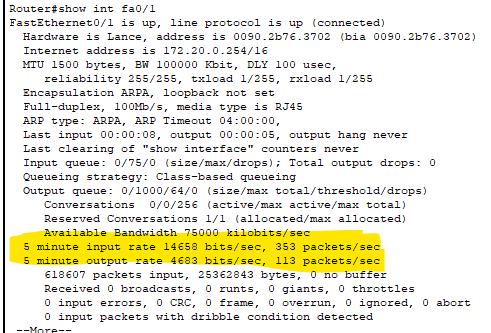 Router#show int fa0/1
FastEthernet0/1 is up, line protocol is up (connected)
Hardware is Lance, address is 0090.2b76.3702 (bia 0090.2b76.3702)
Internet address is 172.20.0.254/16
MTU 1500 bytes, BW 100000 Kbit, DLY 100 usec,
reliability 255/255, txload 1/255, rxload 1/255
Encapsulation ARPA, loopback not set
Full-duplex, 100Mb/s, media type is RJ45
ARP type: ARPA, ARP Timeout 04:00:00,
Last input 00:00:08, output 00:00:05, output hang never
Last clearing of "show interface" counters never
Input queue: 0/75/0 (size/max/drops); Total output drops: 0
Queueing strategy: Class-based queueing
Output queue: 0/1000/64/0 (size/max total/threshold/drops)
Conversations 0/0/256 (active/max active/max total)
Reserved Conversations 1/1 (allocated/max allocated)
Available Bandwidth 75000 kilobits/sec
5 minute input rate 14658 bits/sec, 353 packets/sec
5 minute output rate 4683 bits/sec, 113 packets/sec
618607 packets input, 25362843 bytes, 0 no buffer
Received 0 broadcasts, 0 runts, 0 giants, 0 throttles
0 input errors, 0 CRC, 0 frame, 0 overrun, 0 ignored, 0 abort
0 input packets with dribble condition detected
--More--